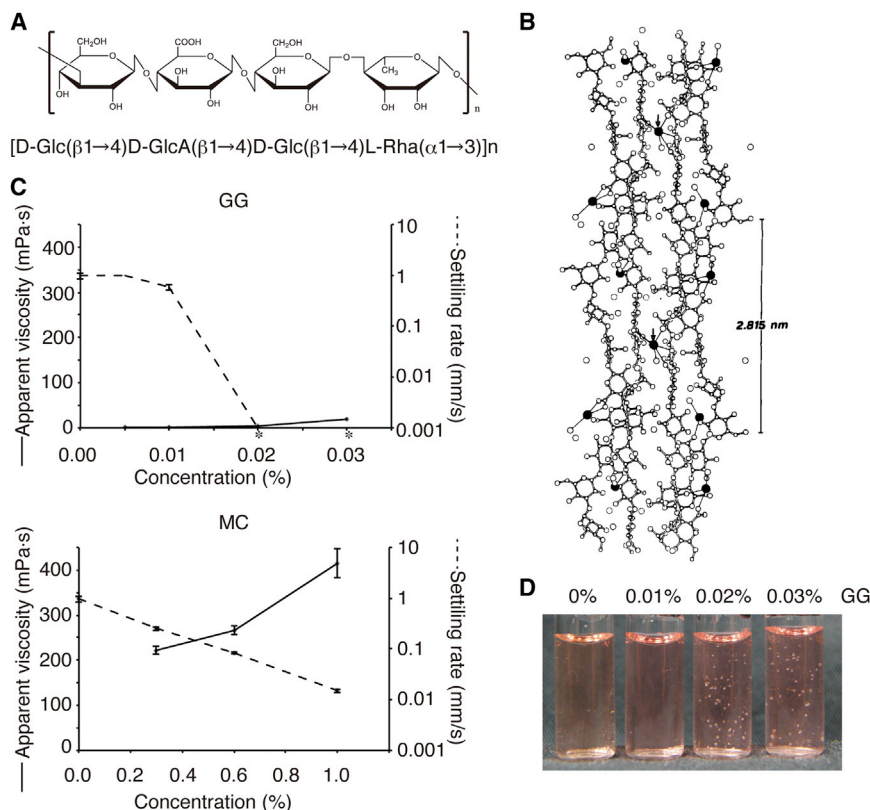 A
CH₂OH
O
OH
OH
O
COOH
O
OH
OH
O
CH₂OH
O
OH
OH
O
O
CH₃
OH
OH
O
n
[D-Glc(β1→4)D-GlcA(β1→4)D-Glc(β1→4)L-Rha(α1→3)]n
B
2.815 nm
C
GG
Apparent viscosity (mPa·s)
400
300
200
100
0
Settiling rate (mm/s)
10
1
0.1
0.01
0.001
* *
0.00 0.01 0.02 0.03
Concentration (%)
MC
Apparent viscosity (mPa·s)
400
300
200
100
0
Settiling rate (mm/s)
10
1
0.1
0.01
0.001
0.0 0.2 0.4 0.6 0.8 1.0
Concentration (%)
D
0% 0.01% 0.02% 0.03% GG